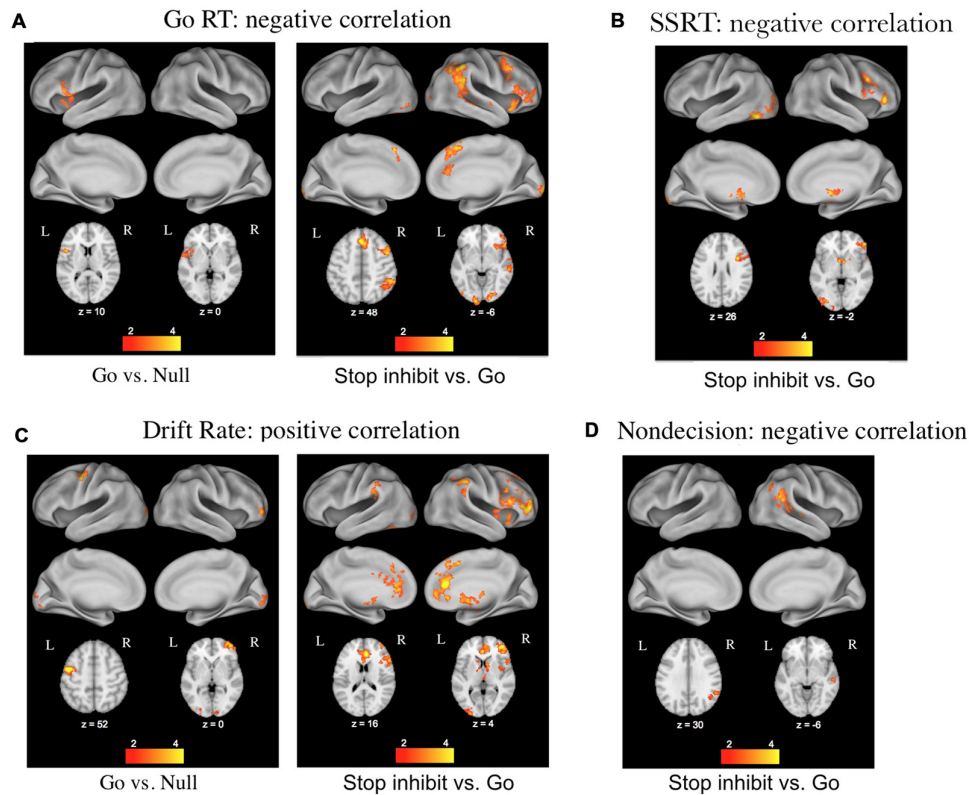 A
Go RT: negative correlation
L R
z = 10 z = 0
2 4
Go vs. Null
L R
z = 48 z = -6
2 4
Stop inhibit vs. Go
B
SSRT: negative correlation
L R
z = 26 z = -2
2 4
Stop inhibit vs. Go
C
Drift Rate: positive correlation
L R
z = 52 z = 0
2 4
Go vs. Null
L R
z = 16 z = 4
2 4
Stop inhibit vs. Go
D
Nondecision: negative correlation
L R
z = 30 z = -6
2 4
Stop inhibit vs. Go